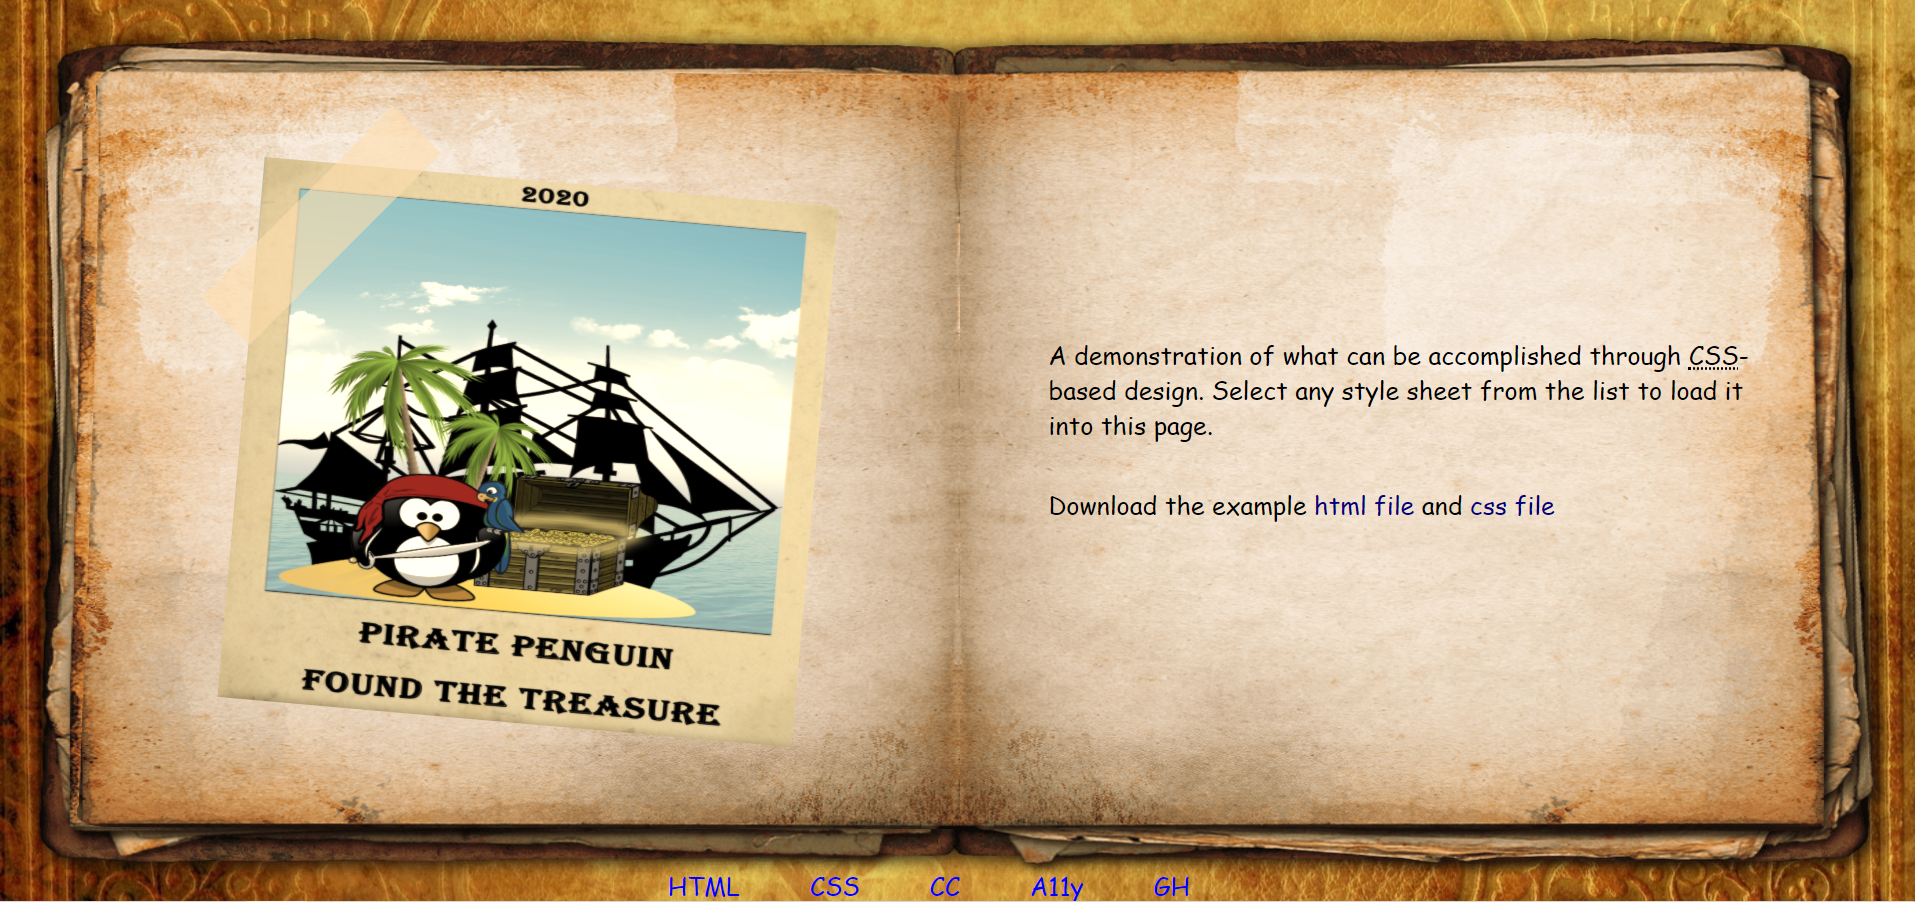 2020
PIRATE PENGUIN
FOUND THE TREASURE
A demonstration of what can be accomplished through CSS-
based design. Select any style sheet from the list to load it
into this page.
Download the example html file and css file
HTML CSS CC A11y GH